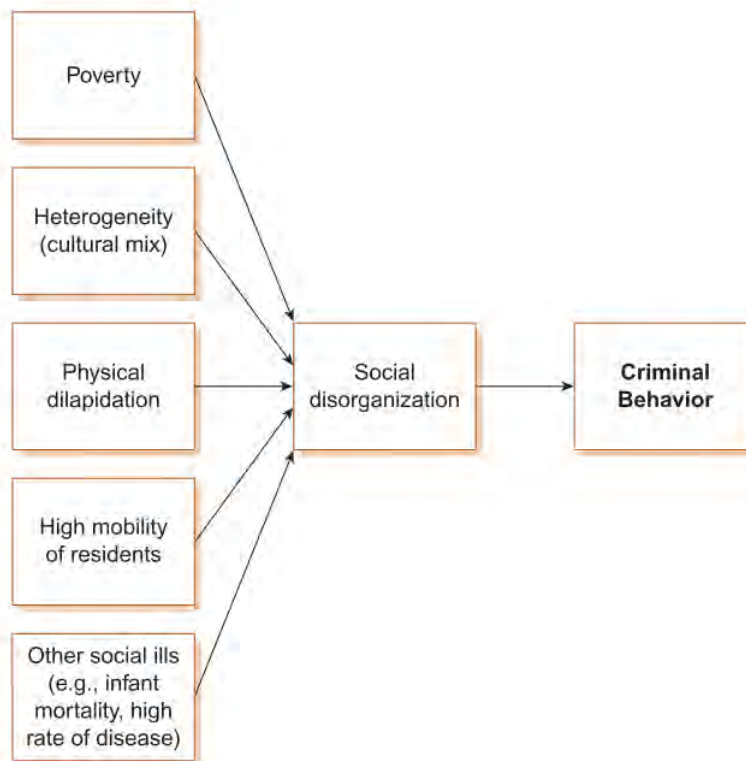 Poverty
Heterogeneity
(cultural mix)
Physical
dilapidation
High mobility
of residents
Other social ills
(e.g., infant
mortality, high
rate of disease)
Social
disorganization
Criminal
Behavior